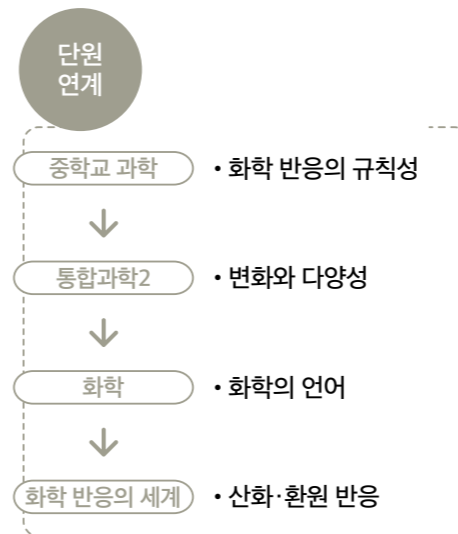 단원
연계
중학교 과학 • 화학 반응의 규칙성
통합과학2 • 변화와 다양성
화학 • 화학의 언어
화학 반응의 세계 • 산화·환원 반응